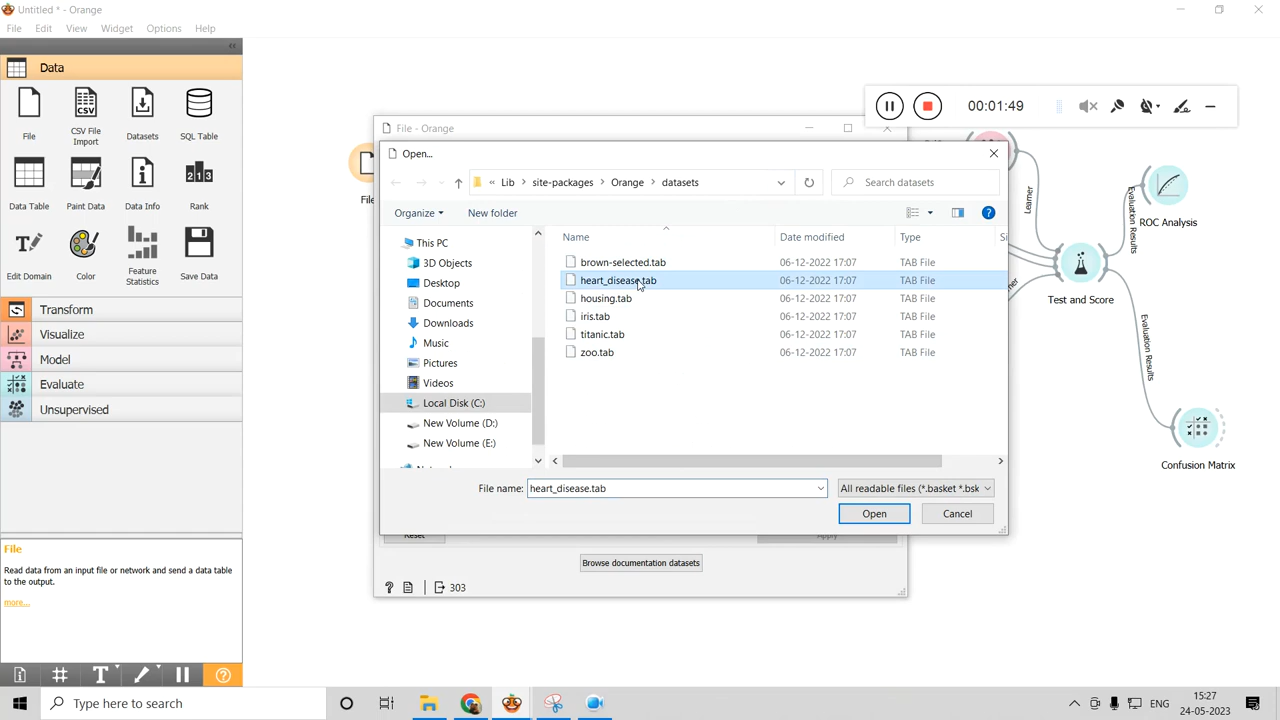 Untitled * - Orange
File Edit View Widget Options Help
Data
File
CSV File Import
Datasets
SQL Table
Data Table
Paint Data
Data Info
Rank
Edit Domain
Color
Feature Statistics
Save Data
Transform
Visualize
Model
Evaluate
Unsupervised
File
Read data from an input file or network and send a data table
to the output.
more...
File - Orange
Open...
« Lib > site-packages > Orange > datasets
Search datasets
Organize
New folder
This PC
3D Objects
Desktop
Documents
Downloads
Music
Pictures
Videos
Local Disk (C:)
New Volume (D:)
New Volume (E:)
Name Date modified Type
brown-selected.tab 06-12-2022 17:07 TAB File
heart_disease.tab 06-12-2022 17:07 TAB File
housing.tab 06-12-2022 17:07 TAB File
iris.tab 06-12-2022 17:07 TAB File
titanic.tab 06-12-2022 17:07 TAB File
zoo.tab 06-12-2022 17:07 TAB File
File name: heart_disease.tab
All readable files (*.basket *.bsk
Open
Cancel
Reset
Apply
Browse documentation datasets
? 303
00:01:49
Learner
Evaluation Results
ROC Analysis
Test and Score
Evaluation Results
Confusion Matrix
Type here to search
ENG
15:27
24-05-2023